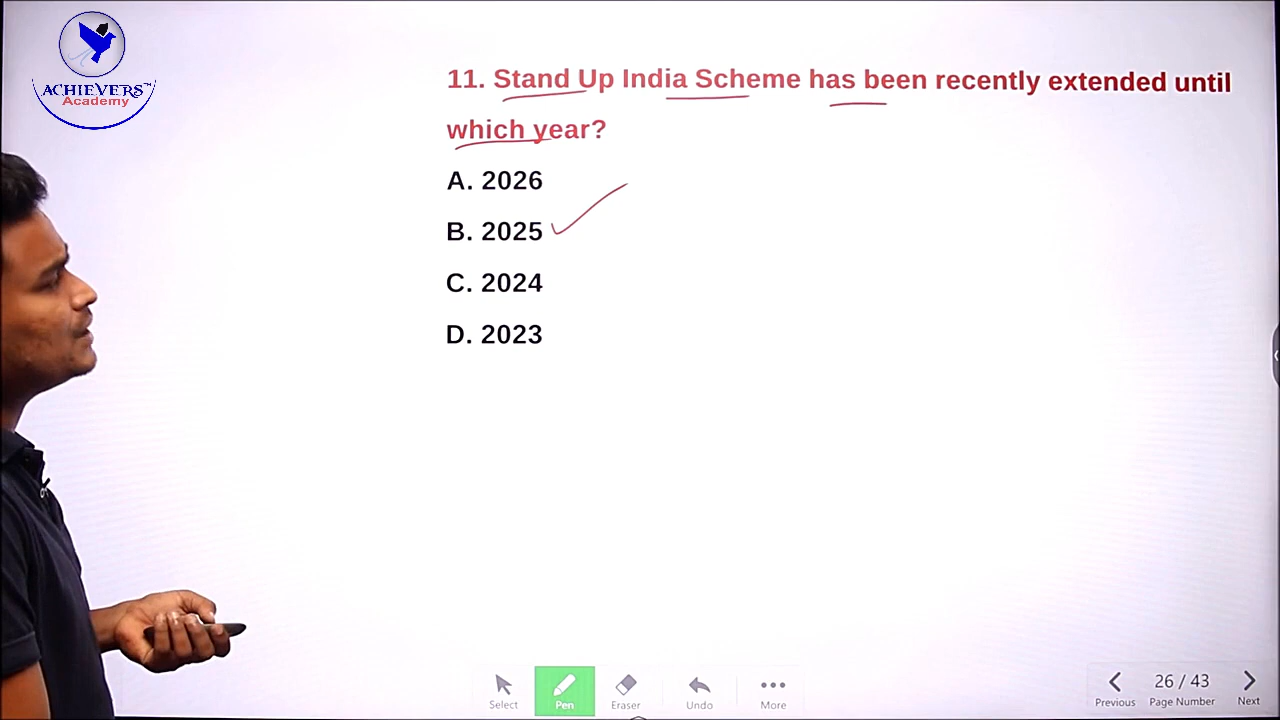 ACHIEVERS™
Academy
11. Stand Up India Scheme has been recently extended until
which year?
A. 2026
B. 2025
C. 2024
D. 2023
Select
Pen
Eraser
Undo
More
Previous
26 / 43
Page Number
Next